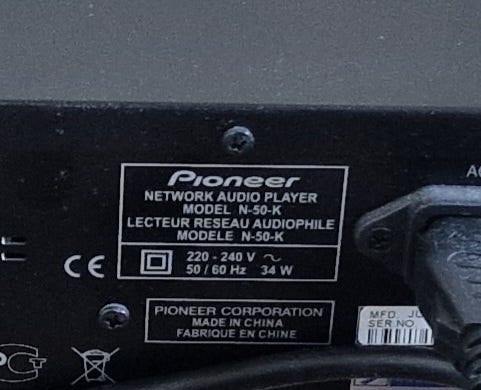 Pioneer
NETWORK AUDIO PLAYER
MODEL N-50-K
LECTEUR RESEAU AUDIOPHILE
MODELE N-50-K
220 - 240 V ~
50 / 60 Hz 34 W
CE
PIONEER CORPORATION
MADE IN CHINA
FABRIQUE EN CHINE
MFD.
SER NO.